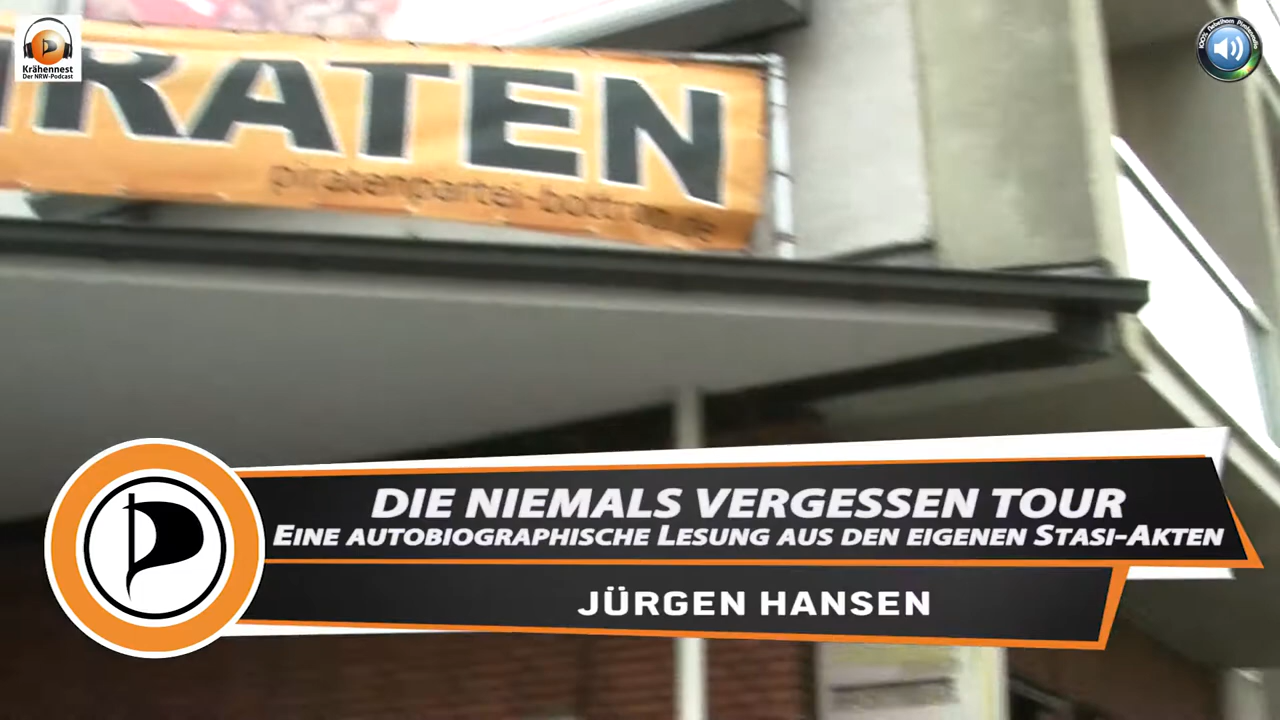 Krähennest
Der NRW-Podcast
IRATEN
DIE NIEMALS VERGESSEN TOUR
EINE AUTOBIOGRAPHISCHE LESUNG AUS DEN EIGENEN STASI-AKTEN
JÜRGEN HANSEN